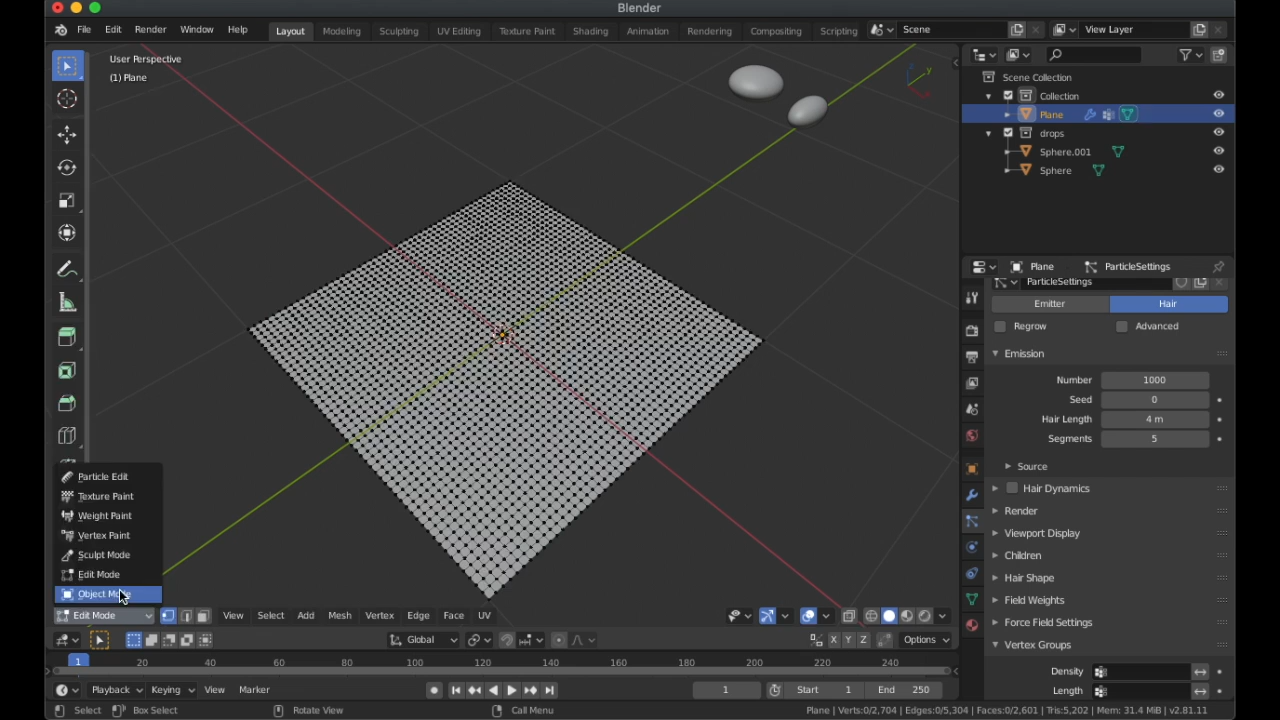 Blender
File Edit Render Window Help
Layout Modeling Sculpting UV Editing Texture Paint Shading Animation Rendering Compositing Scripting
Scene
View Layer
User Perspective
(1) Plane
Y
Scene Collection
Collection
Plane
drops
Sphere.001
Sphere
Plane
ParticleSettings
ParticleSettings
Emitter
Hair
Regrow
Advanced
Emission
Number 1000
Seed 0
Hair Length 4 m
Segments 5
Source
Hair Dynamics
Render
Viewport Display
Children
Hair Shape
Field Weights
Force Field Settings
Vertex Groups
Density
Length
Particle Edit
Texture Paint
Weight Paint
Vertex Paint
Sculpt Mode
Edit Mode
Object Mode
Edit Mode View Select Add Mesh Vertex Edge Face UV
Global X Y Z Options
1 20 40 60 80 100 120 140 160 180 200 220 240
Playback Keying View Marker 1 Start 1 End 250
Select Box Select Rotate View Call Menu Plane | Verts:0/2,704 | Edges:0/5,304 | Faces:0/2,601 | Tris:5,202 | Mem: 31.4 MiB | v2.81.11